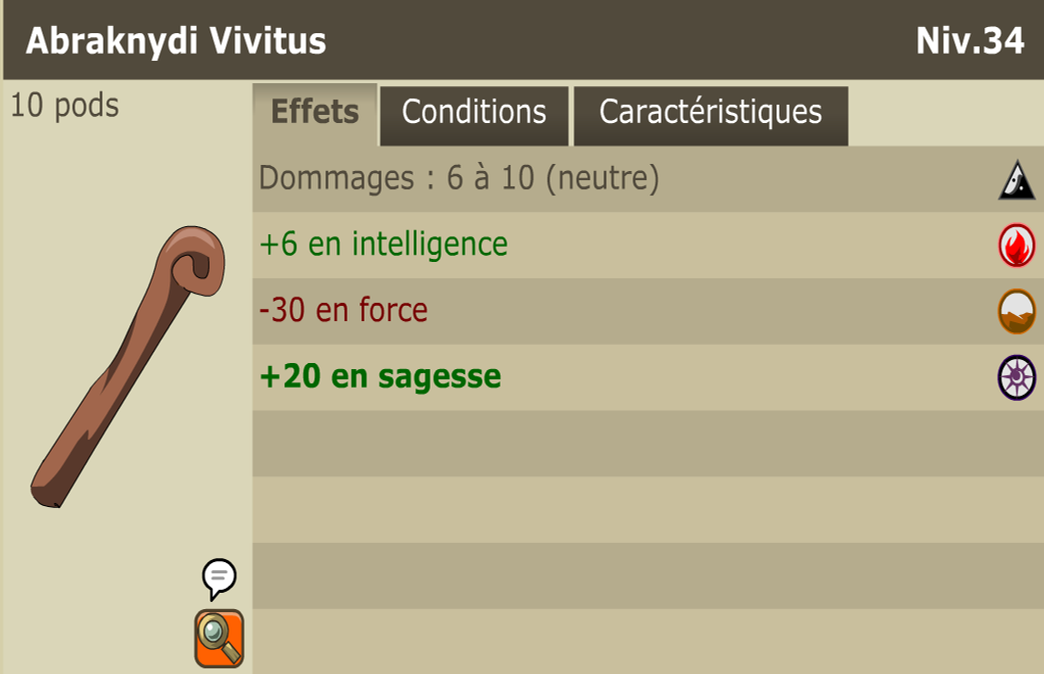 Abraknydi Vivitus
Niv.34
10 pods
Effets
Conditions
Caractéristiques
Dommages : 6 à 10 (neutre)
+6 en intelligence
-30 en force
+20 en sagesse